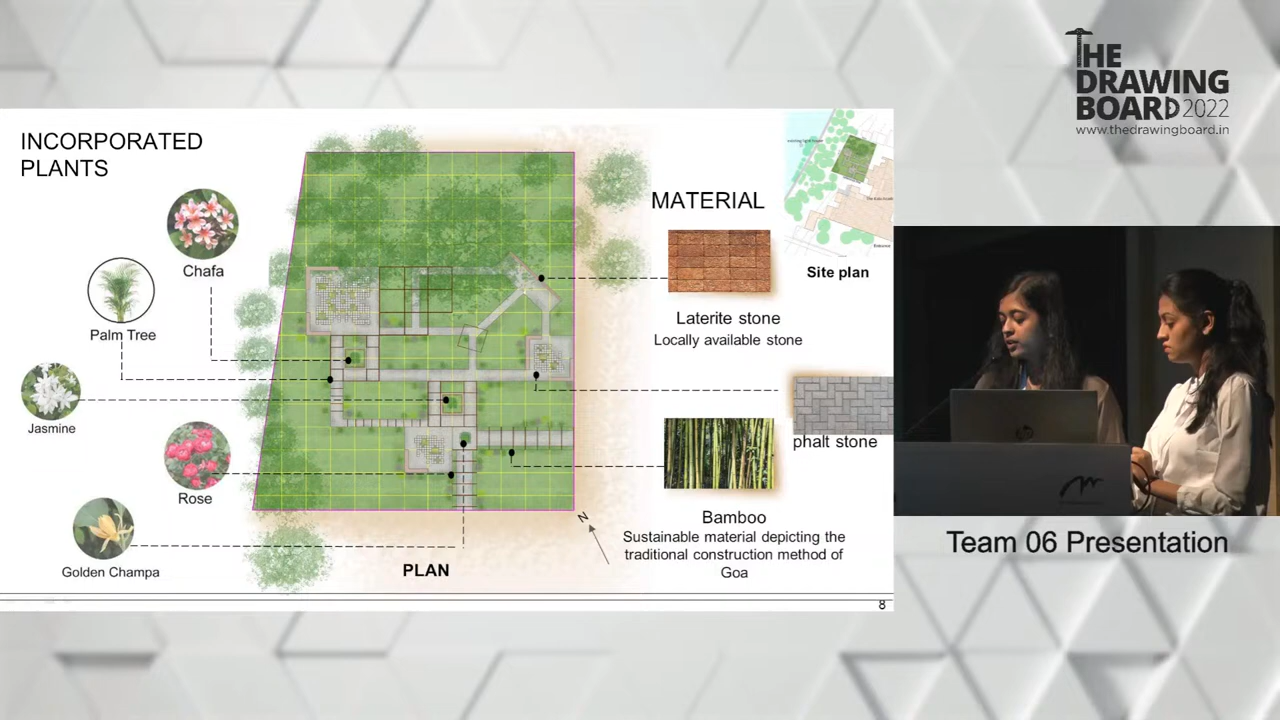 THE
DRAWING
BOARD 2022
www.thedrawingboard.in
INCORPORATED
PLANTS
Chafa
Palm Tree
Jasmine
Rose
Golden Champa
PLAN
N
MATERIAL
Laterite stone
Locally available stone
phalt stone
Bamboo
Sustainable material depicting the
traditional construction method of
Goa
Site plan
Entrance
8
Team 06 Presentation